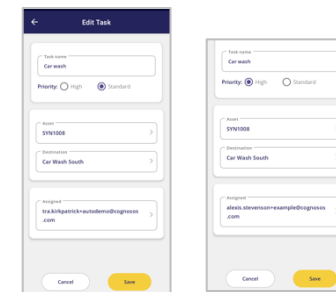 Edit Task
Task name
Car wash
Priority: High Standard
Asset
SYN1008
Destination
Car Wash South
Assigned
tra.kirkpatrick+autodemo@cognosos
.com
Cancel Save
Task name
Car wash
Priority: High Standard
Asset
SYN1008
Destination
Car Wash South
Assigned
alexis.stevenson+example@cognosos
.com
Cancel Save